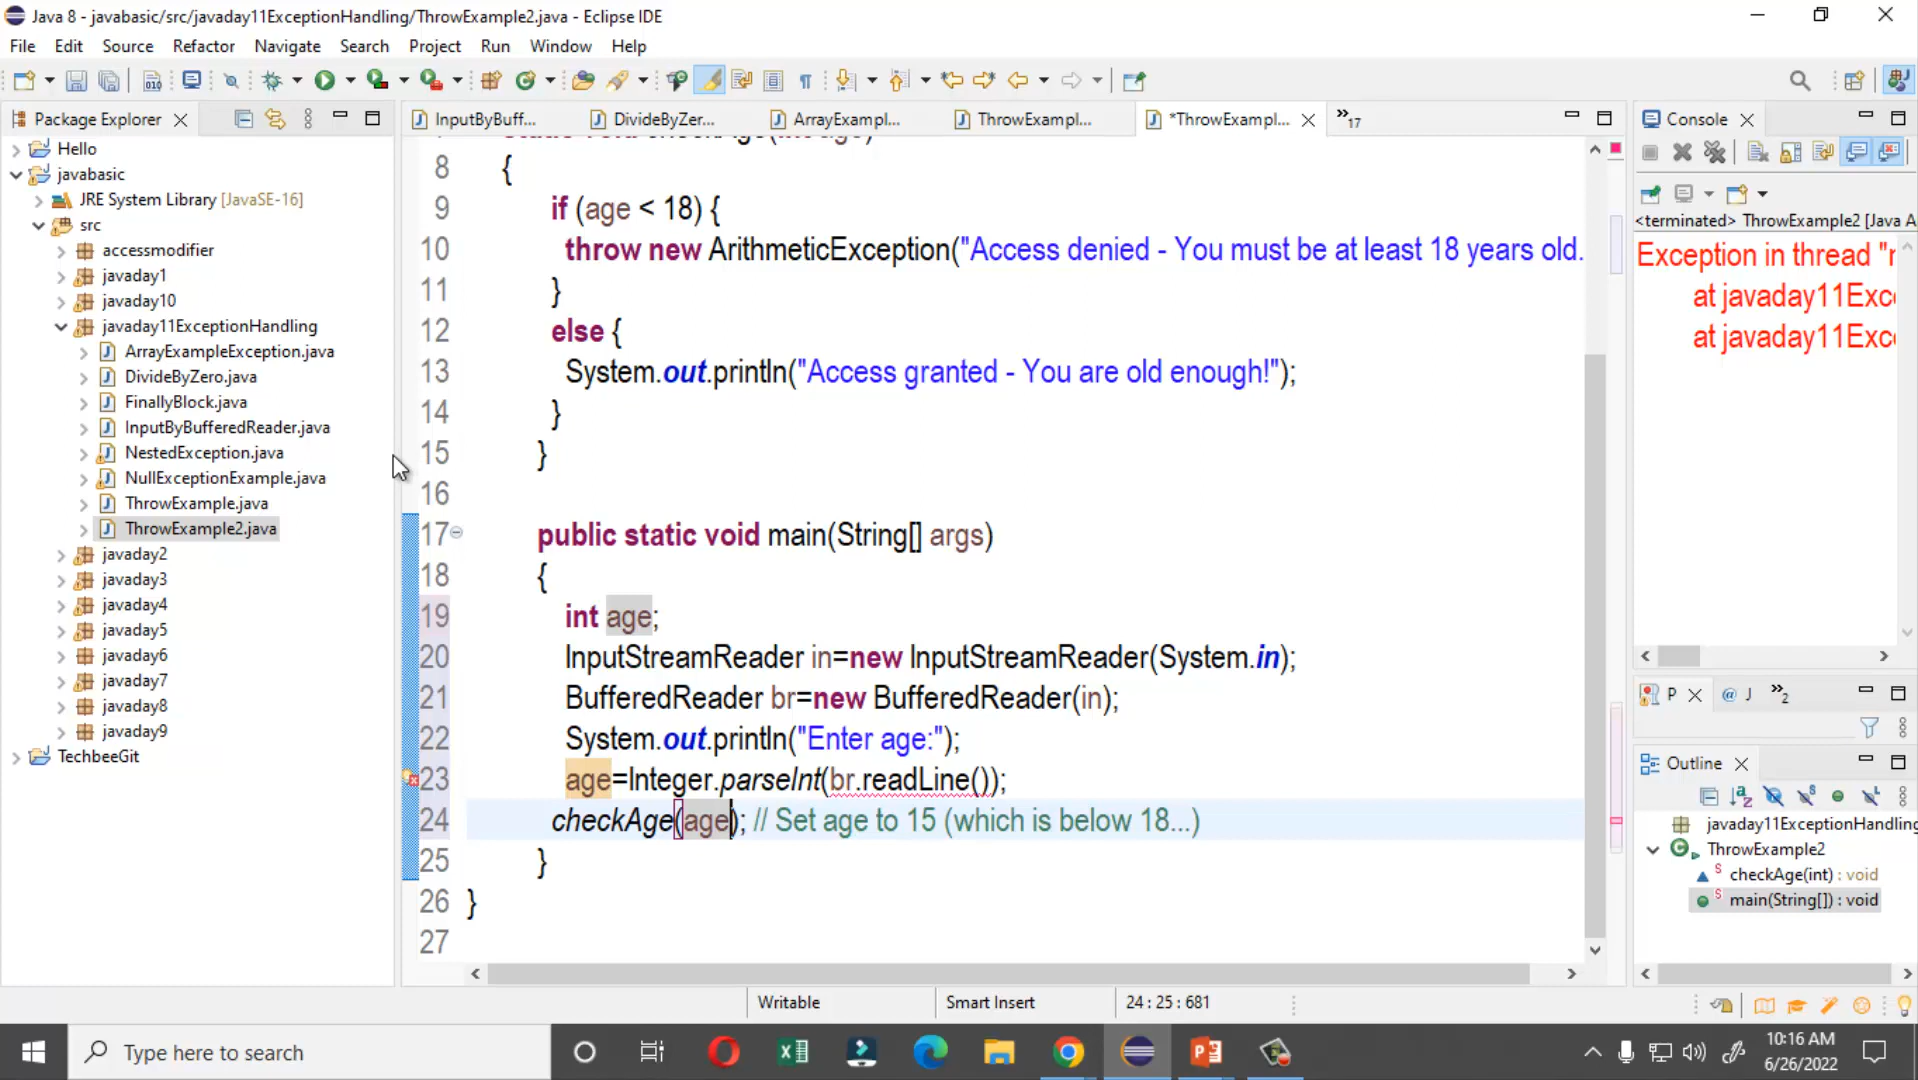 Java 8 - javabasic/src/javaday11ExceptionHandling/ThrowExample2.java - Eclipse IDE
File Edit Source Refactor Navigate Search Project Run Window Help
Package Explorer
InputByBuff...
DivideByZer...
ArrayExampl...
ThrowExampl...
*ThrowExampl...
»17
Console
Hello
javabasic
JRE System Library [JavaSE-16]
src
accessmodifier
javaday1
javaday10
javaday11ExceptionHandling
ArrayExampleException.java
DivideByZero.java
FinallyBlock.java
InputByBufferedReader.java
NestedException.java
NullExceptionExample.java
ThrowExample.java
ThrowExample2.java
javaday2
javaday3
javaday4
javaday5
javaday6
javaday7
javaday8
javaday9
TechbeeGit
8 {
9 if (age < 18) {
10 throw new ArithmeticException("Access denied - You must be at least 18 years old.
11 }
12 else {
13 System.out.println("Access granted - You are old enough!");
14 }
15 }
16
17 public static void main(String[] args)
18 {
19 int age;
20 InputStreamReader in=new InputStreamReader(System.in);
21 BufferedReader br=new BufferedReader(in);
22 System.out.println("Enter age:");
23 age=Integer.parseInt(br.readLine());
24 checkAge(age); // Set age to 15 (which is below 18...)
25 }
26 }
27
<terminated> ThrowExample2 [Java A
Exception in thread "r
at javaday11Exc
at javaday11Exc
P
@ J
»2
Outline
javaday11ExceptionHandling
ThrowExample2
checkAge(int) : void
main(String[]) : void
Writable
Smart Insert
24 : 25 : 681
Type here to search
10:16 AM
6/26/2022